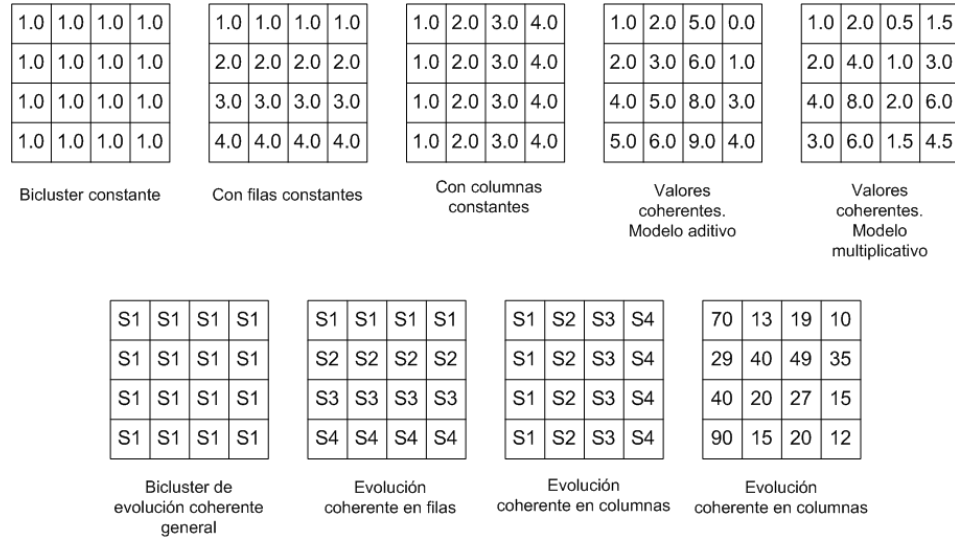 1.0 1.0 1.0 1.0
1.0 1.0 1.0 1.0
1.0 1.0 1.0 1.0
1.0 1.0 1.0 1.0
Bicluster constante
1.0 1.0 1.0 1.0
2.0 2.0 2.0 2.0
3.0 3.0 3.0 3.0
4.0 4.0 4.0 4.0
Con filas constantes
1.0 2.0 3.0 4.0
1.0 2.0 3.0 4.0
1.0 2.0 3.0 4.0
1.0 2.0 3.0 4.0
Con columnas
constantes
1.0 2.0 5.0 0.0
2.0 3.0 6.0 1.0
4.0 5.0 8.0 3.0
5.0 6.0 9.0 4.0
Valores
coherentes.
Modelo aditivo
1.0 2.0 0.5 1.5
2.0 4.0 1.0 3.0
4.0 8.0 2.0 6.0
3.0 6.0 1.5 4.5
Valores
coherentes.
Modelo
multiplicativo
S1 S1 S1 S1
S1 S1 S1 S1
S1 S1 S1 S1
S1 S1 S1 S1
Bicluster de
evolución coherente
general
S1 S1 S1 S1
S2 S2 S2 S2
S3 S3 S3 S3
S4 S4 S4 S4
Evolución
coherente en filas
S1 S2 S3 S4
S1 S2 S3 S4
S1 S2 S3 S4
S1 S2 S3 S4
Evolución
coherente en columnas
70 13 19 10
29 40 49 35
40 20 27 15
90 15 20 12
Evolución
coherente en columnas